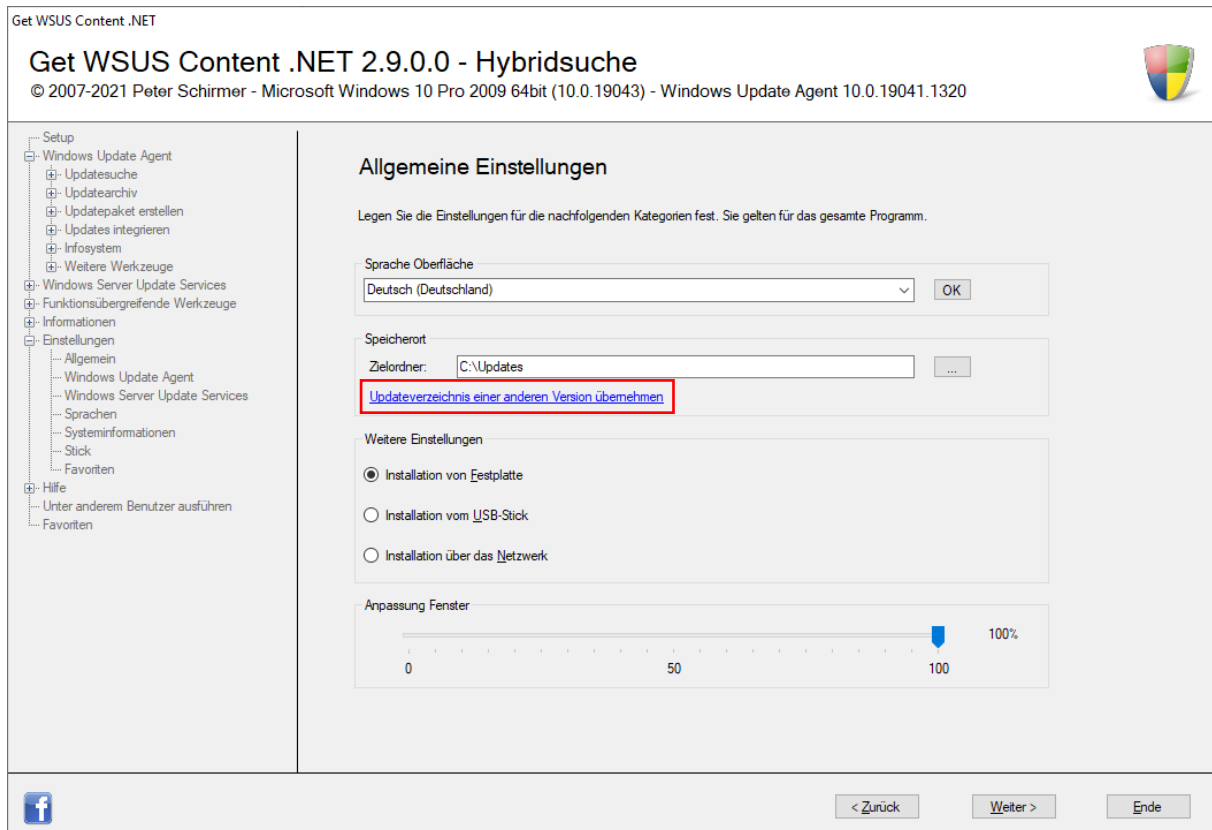 Get WSUS Content .NET
Get WSUS Content .NET 2.9.0.0 - Hybridsuche
© 2007-2021 Peter Schirmer - Microsoft Windows 10 Pro 2009 64bit (10.0.19043) - Windows Update Agent 10.0.19041.1320
Setup
Windows Update Agent
Updatesuche
Updatearchiv
Updatepaket erstellen
Updates integrieren
Infosystem
Weitere Werkzeuge
Windows Server Update Services
Funktionsübergreifende Werkzeuge
Informationen
Einstellungen
Allgemein
Windows Update Agent
Windows Server Update Services
Sprachen
Systeminformationen
Stick
Favoriten
Hilfe
Unter anderem Benutzer ausführen
Favoriten
Allgemeine Einstellungen
Legen Sie die Einstellungen für die nachfolgenden Kategorien fest. Sie gelten für das gesamte Programm.
Sprache Oberfläche
Deutsch (Deutschland)
OK
Speicherort
Zielordner: C:\Updates ...
Updateverzeichnis einer anderen Version übernehmen
Weitere Einstellungen
Installation von Festplatte
Installation vom USB-Stick
Installation über das Netzwerk
Anpassung Fenster
100%
0 50 100
f
< Zurück Weiter > Ende